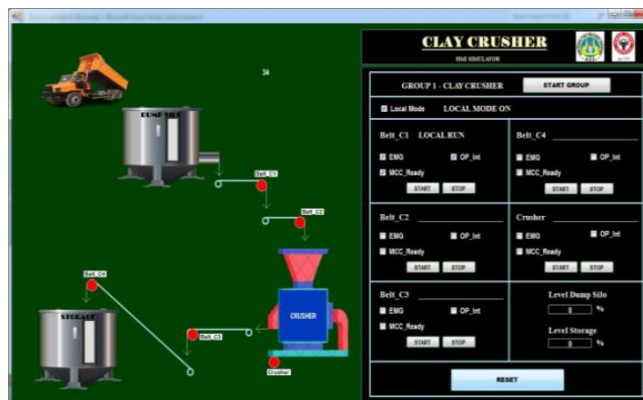 CLAY CRUSHER
HMI SIMULATOR
34
DUMP SILO
Belt_C1
Belt_C2
Belt_C4
CRUSHER
STORAGE
Belt_C3
Crusher
GROUP 1 - CLAY CRUSHER START GROUP
Local Mode LOCAL MODE ON
Belt_C1 LOCAL RUN
EMG OP_Int
MCC_Ready
START STOP
Belt_C4
EMG OP_Int
MCC_Ready
START STOP
Belt_C2
EMG OP_Int
MCC_Ready
START STOP
Crusher
EMG OP_Int
MCC_Ready
START STOP
Belt_C3
EMG OP_Int
MCC_Ready
START STOP
Level Dump Silo
0 %
Level Storage
0 %
RESET